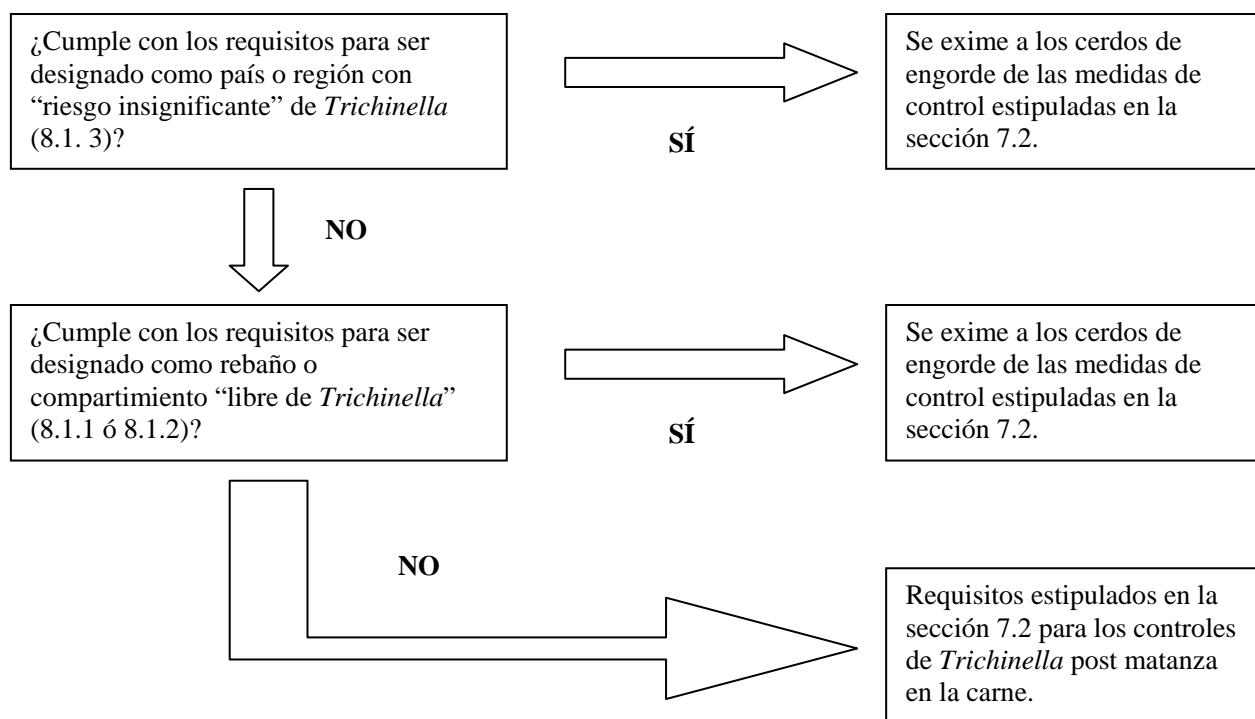 ¿Cumple con los requisitos para ser
designado como país o región con
“riesgo insignificante” de Trichinella
(8.1. 3)?
SÍ
Se exime a los cerdos de
engorde de las medidas de
control estipuladas en la
sección 7.2.
NO
¿Cumple con los requisitos para ser
designado como rebaño o
compartimiento “libre de Trichinella”
(8.1.1 ó 8.1.2)?
SÍ
Se exime a los cerdos de
engorde de las medidas de
control estipuladas en la
sección 7.2.
NO
Requisitos estipulados en la
sección 7.2 para los controles
de Trichinella post matanza
en la carne.